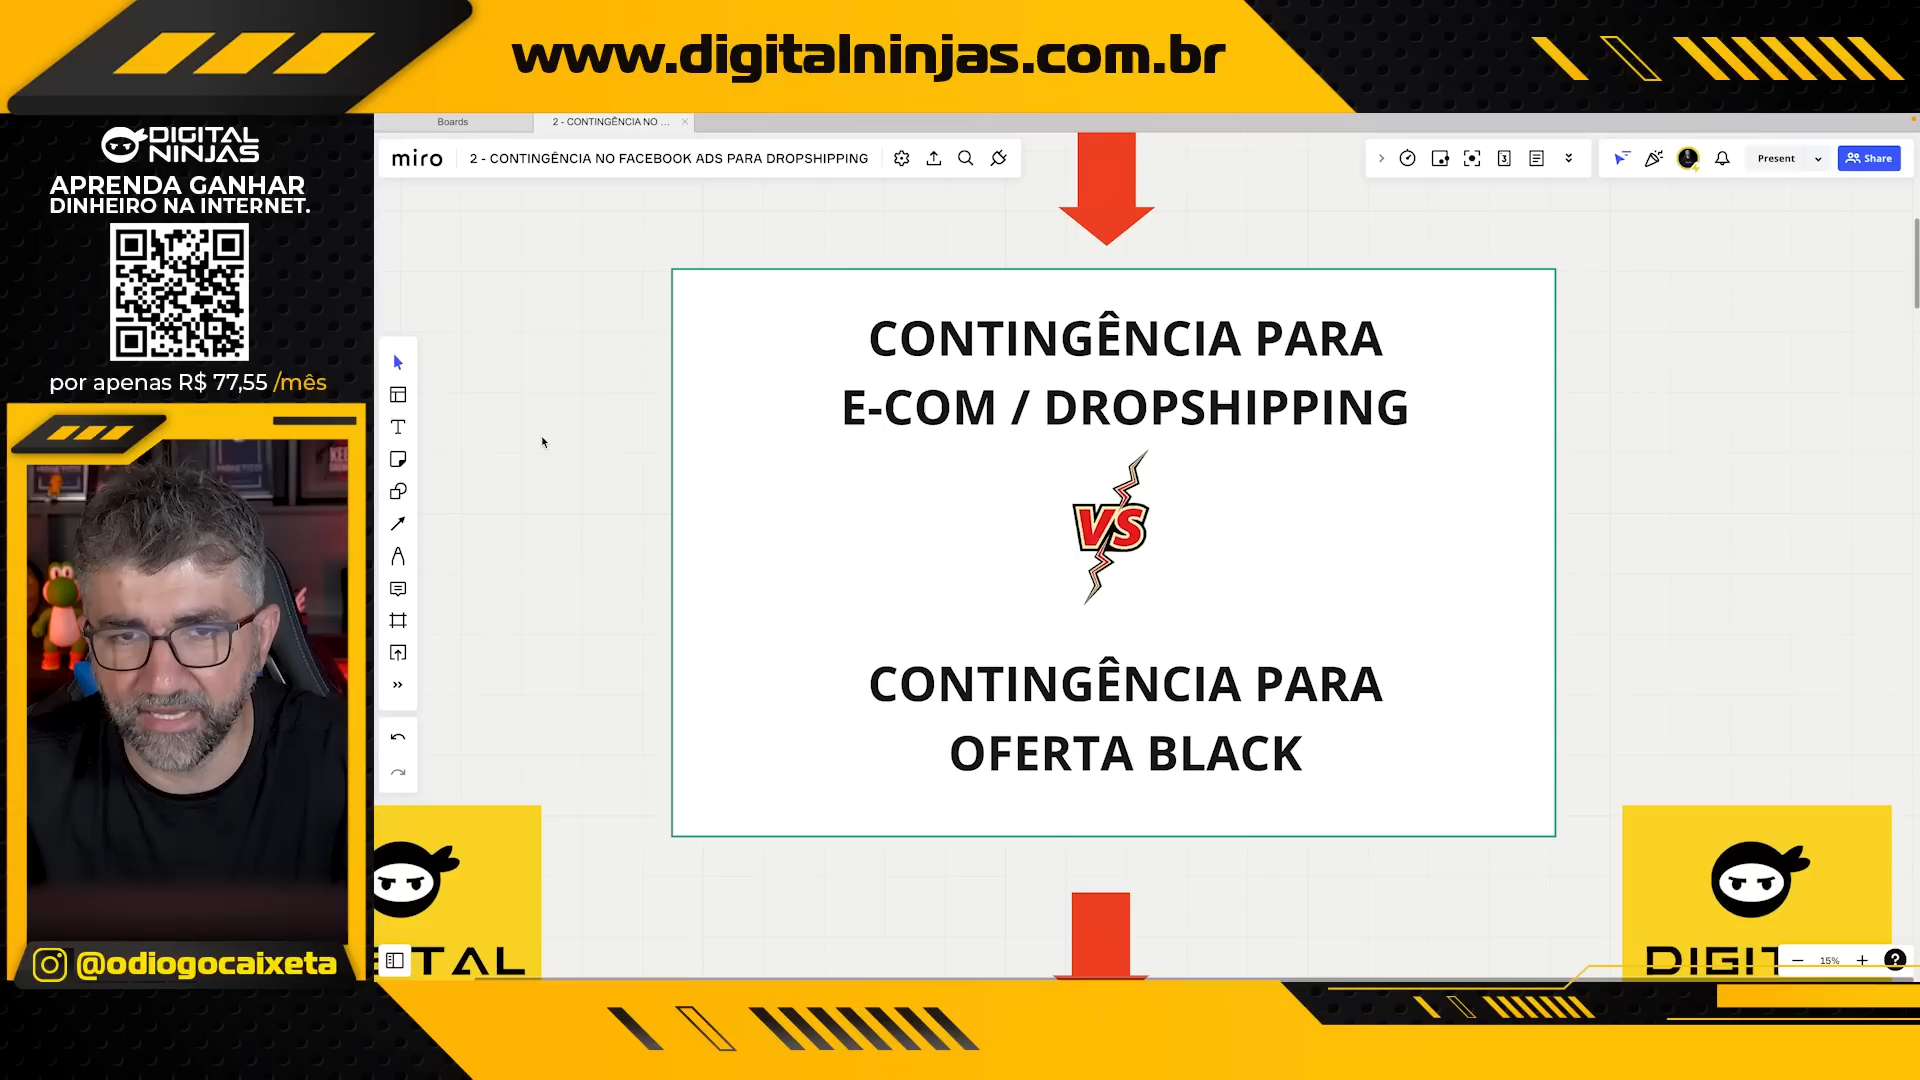 www.digitalninjas.com.br
DIGITAL
NINJAS
APRENDA GANHAR
DINHEIRO NA INTERNET.
por apenas R$ 77,55 /mês
@odiogocaixeta
Boards
2 - CONTINGÊNCIA NO ...
miro
2 - CONTINGÊNCIA NO FACEBOOK ADS PARA DROPSHIPPING
3
Present
Share
CONTINGÊNCIA PARA
E-COM / DROPSHIPPING
VS
CONTINGÊNCIA PARA
OFERTA BLACK
TAL
DIGIT
15%